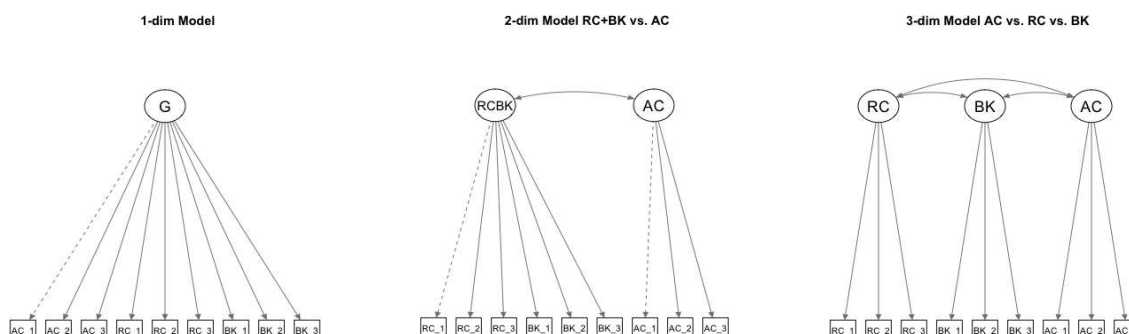 1-dim Model
2-dim Model RC+BK vs. AC
3-dim Model AC vs. RC vs. BK
G
RCBK
AC
RC
BK
AC
AC_1 AC_2 AC_3 RC_1 RC_2 RC_3 BK_1 BK_2 BK_3
RC_1 RC_2 RC_3 BK_1 BK_2 BK_3 AC_1 AC_2 AC_3
RC_1 RC_2 RC_3 BK_1 BK_2 BK_3 AC_1 AC_2